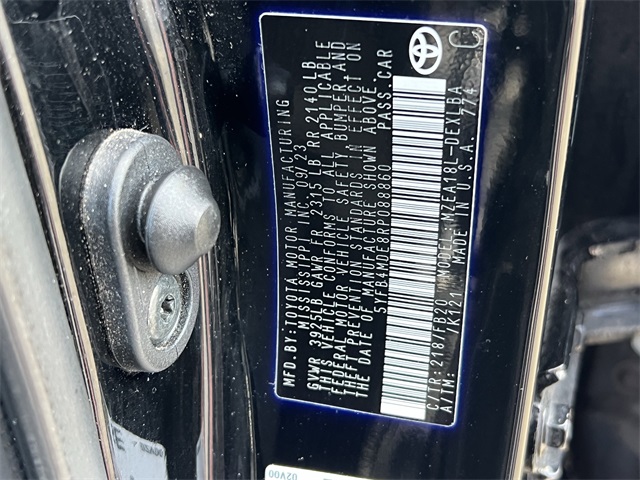 MFD.BY:TOYOTA MOTOR MANUFACTURING
MISSISSIPPI INC. 09/23
GVWR 3925LB GAWR FR 2315 LB RR 2140 LB
THIS VEHICLE CONFORMS TO ALL APPLICABLE
FEDERAL MOTOR VEHICLE SAFETY, BUMPER, AND
THEFT PREVENTION STANDARDS IN EFFECT ON
THE DATE OF MANUFACTURE SHOWN ABOVE.
5YFB4MDE8RP088860 PASS.CAR
C/TR:218/FB20 MODEL:MZEA18L-DEXLBA
A/TM: /K121 MADE IN U.S.A. 774
C
02A00